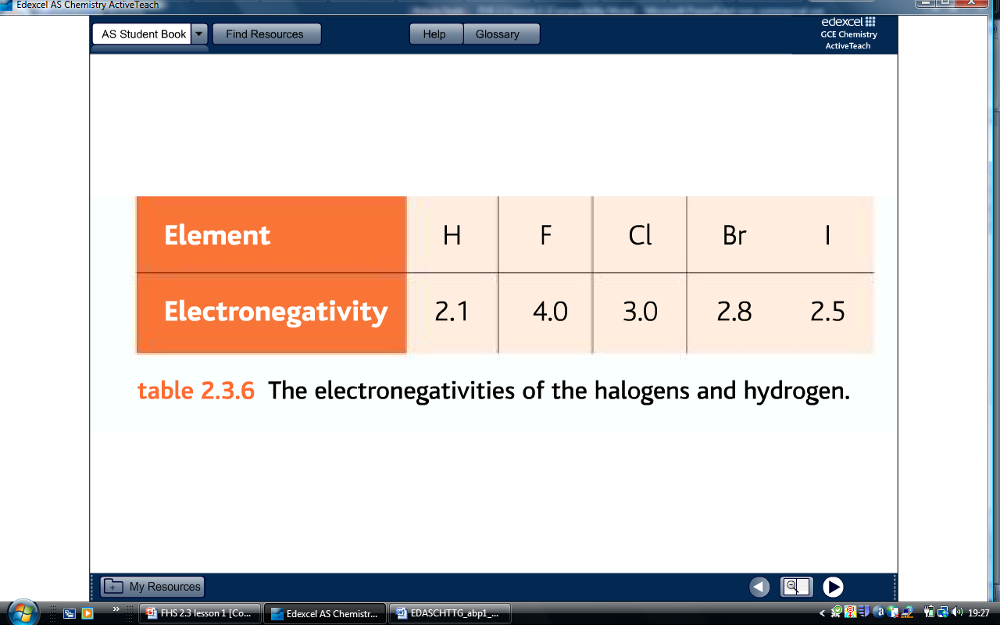 Edexcel AS Chemistry ActiveTeach
AS Student Book
Find Resources
Help
Glossary
edexcel
GCE Chemistry
ActiveTeach
Element H F Cl Br I
Electronegativity 2.1 4.0 3.0 2.8 2.5
table 2.3.6 The electronegativities of the halogens and hydrogen.
My Resources
FHS 2.3 lesson 1 [Co...
Edexcel AS Chemistr...
EDASCHTTG_abp1_...
19:27